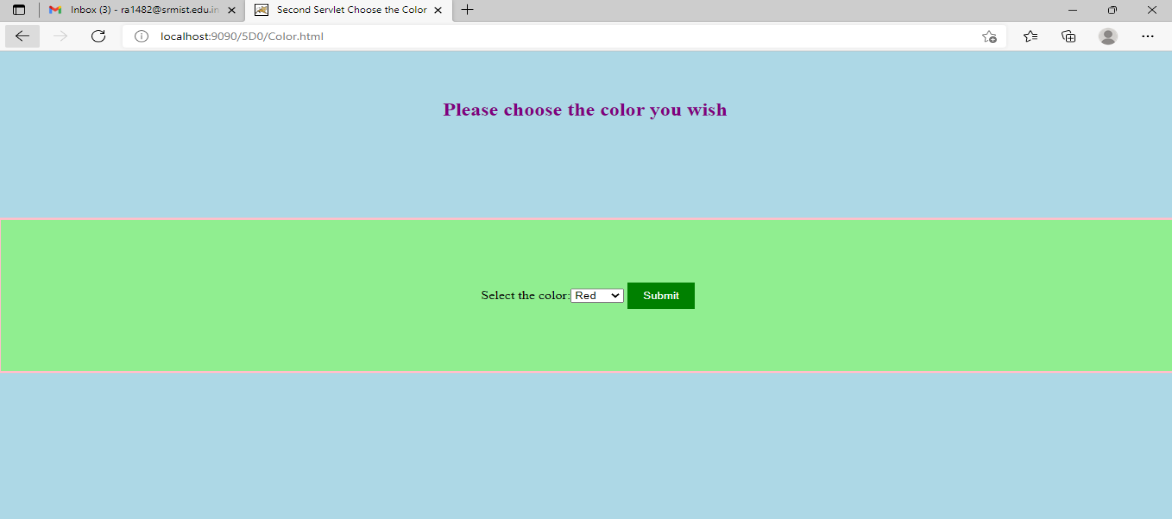 Inbox (3) - ra1482@srmist.edu.in
Second Servlet Choose the Color
localhost:9090/5D0/Color.html
Please choose the color you wish
Select the color: Red Submit